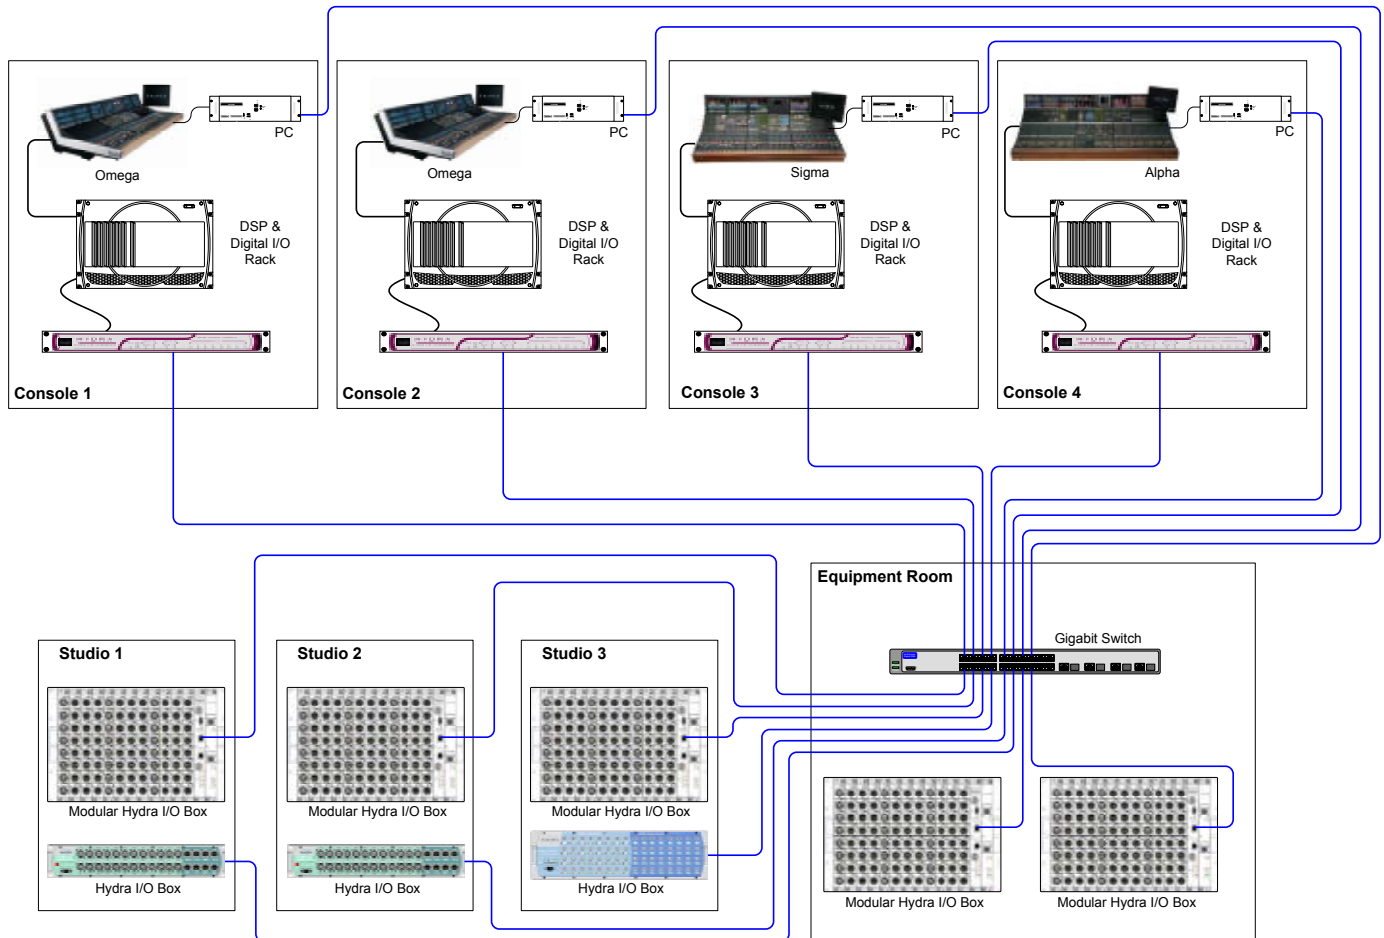 PC
PC
PC
PC
Omega
Omega
Sigma
Alpha
DSP &
Digital I/O
Rack
DSP &
Digital I/O
Rack
DSP &
Digital I/O
Rack
DSP &
Digital I/O
Rack
Console 1
Console 2
Console 3
Console 4
Equipment Room
Gigabit Switch
Studio 1
Studio 2
Studio 3
Modular Hydra I/O Box
Modular Hydra I/O Box
Modular Hydra I/O Box
Hydra I/O Box
Hydra I/O Box
Hydra I/O Box
Modular Hydra I/O Box
Modular Hydra I/O Box